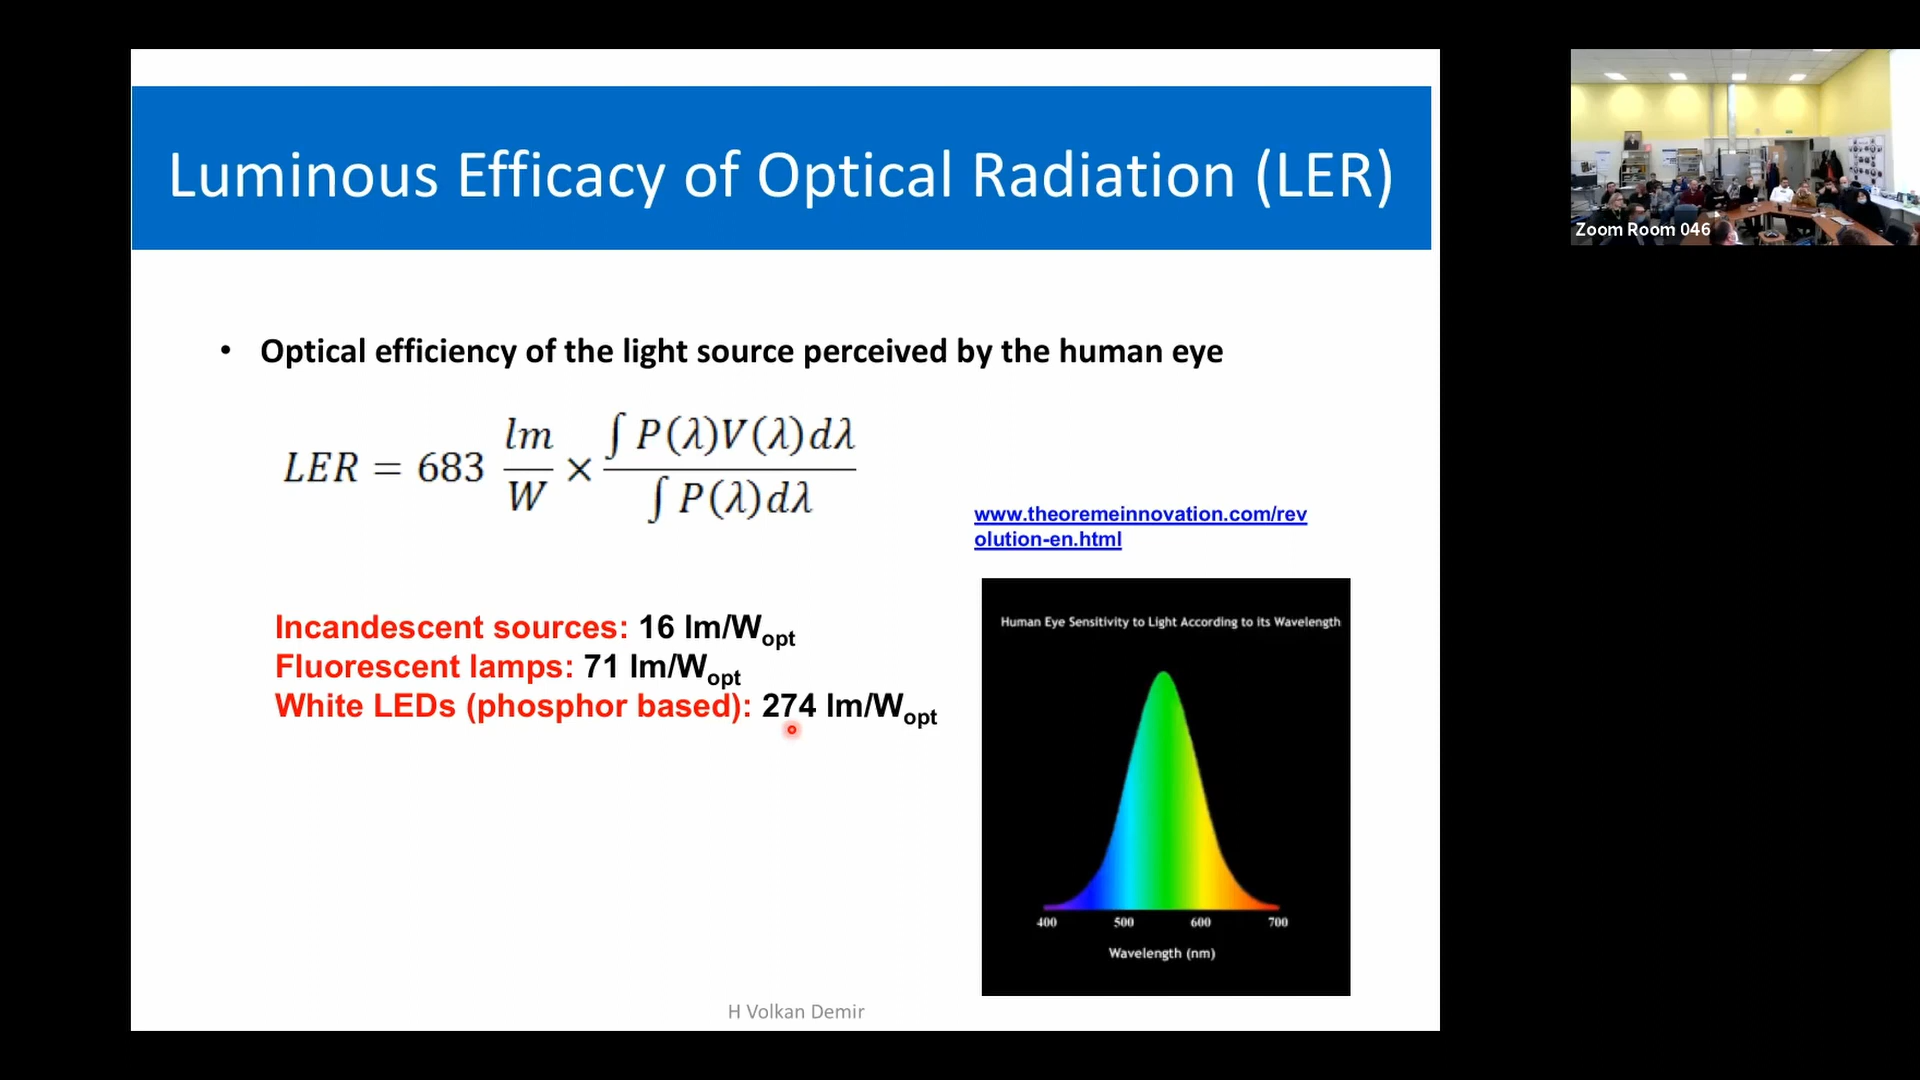 Luminous Efficacy of Optical Radiation (LER)
• Optical efficiency of the light source perceived by the human eye
LER = 683 lm/W × ∫ P(λ)V(λ)dλ / ∫ P(λ)dλ
www.theoremeinnovation.com/rev
olution-en.html
Incandescent sources: 16 lm/Wopt
Fluorescent lamps: 71 lm/Wopt
White LEDs (phosphor based): 274 lm/Wopt
Human Eye Sensitivity to Light According to its Wavelength
400 500 600 700
Wavelength (nm)
H Volkan Demir
Zoom Room 046